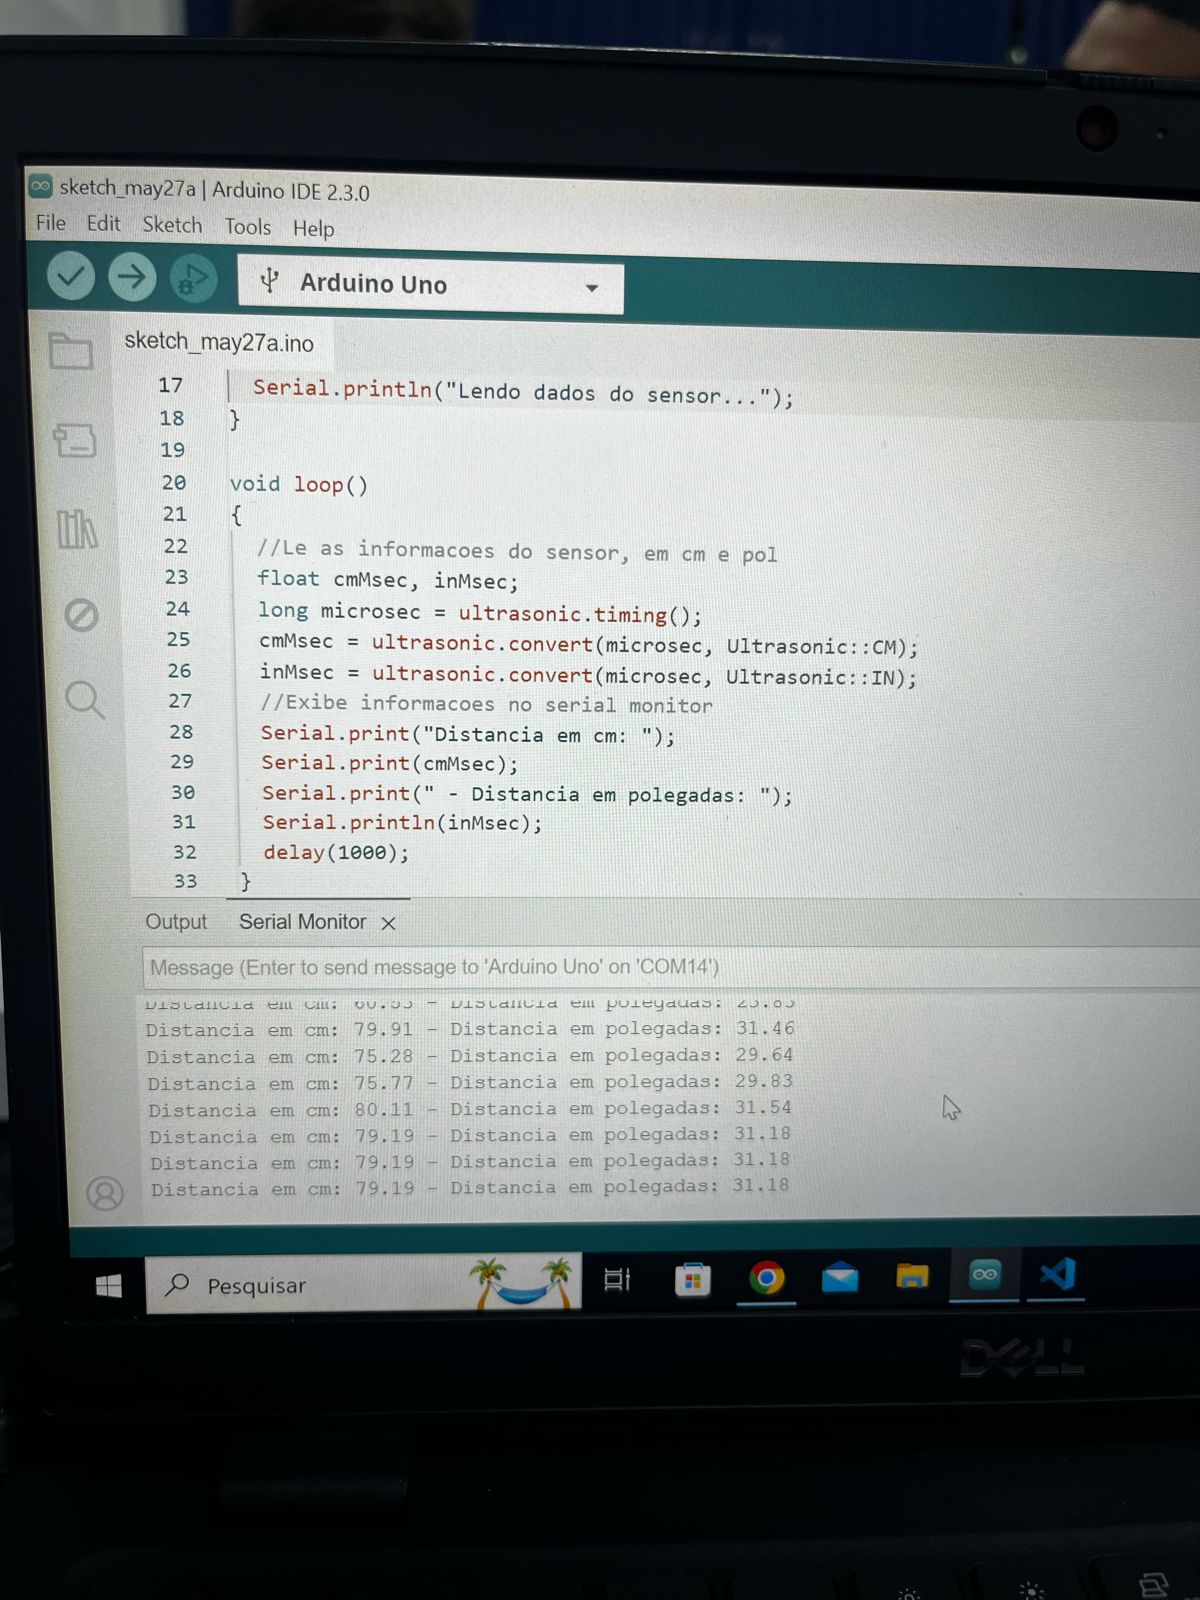 sketch_may27a | Arduino IDE 2.3.0
File Edit Sketch Tools Help
Arduino Uno
sketch_may27a.ino
17 Serial.println("Lendo dados do sensor...");
18 }
19
20 void loop()
21 {
22 //Le as informacoes do sensor, em cm e pol
23 float cmMsec, inMsec;
24 long microsec = ultrasonic.timing();
25 cmMsec = ultrasonic.convert(microsec, Ultrasonic::CM);
26 inMsec = ultrasonic.convert(microsec, Ultrasonic::IN);
27 //Exibe informacoes no serial monitor
28 Serial.print("Distancia em cm: ");
29 Serial.print(cmMsec);
30 Serial.print(" - Distancia em polegadas: ");
31 Serial.println(inMsec);
32 delay(1000);
33 }
Output Serial Monitor
Message (Enter to send message to 'Arduino Uno' on 'COM14')
Distancia em cm: - Distancia em polegadas:
Distancia em cm: 79.91 - Distancia em polegadas: 31.46
Distancia em cm: 75.28 - Distancia em polegadas: 29.64
Distancia em cm: 75.77 - Distancia em polegadas: 29.83
Distancia em cm: 80.11 - Distancia em polegadas: 31.54
Distancia em cm: 79.19 - Distancia em polegadas: 31.18
Distancia em cm: 79.19 - Distancia em polegadas: 31.18
Distancia em cm: 79.19 - Distancia em polegadas: 31.18
Pesquisar
DELL